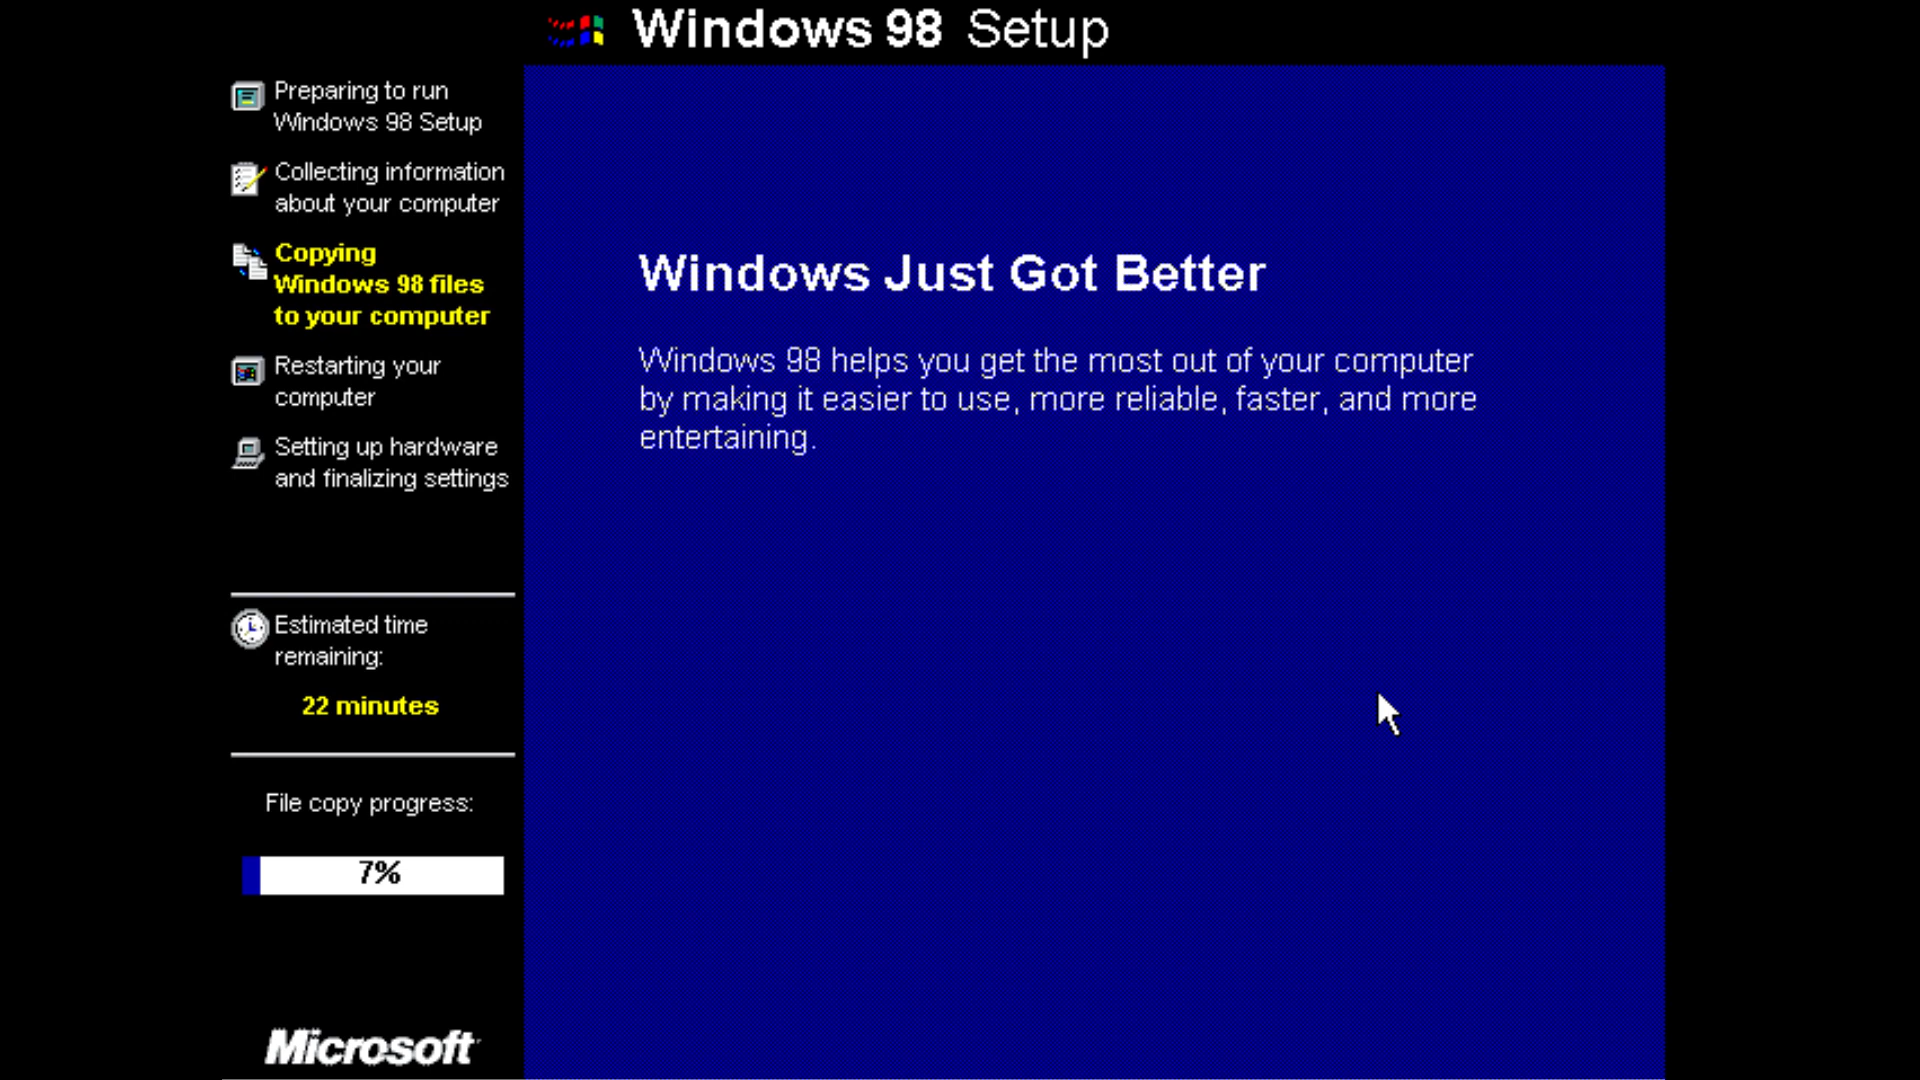 Windows 98 Setup
Preparing to run
Windows 98 Setup
Collecting information
about your computer
Copying
Windows 98 files
to your computer
Restarting your
computer
Setting up hardware
and finalizing settings
Estimated time
remaining:
22 minutes
File copy progress:
7%
Microsoft
Windows Just Got Better
Windows 98 helps you get the most out of your computer
by making it easier to use, more reliable, faster, and more
entertaining.